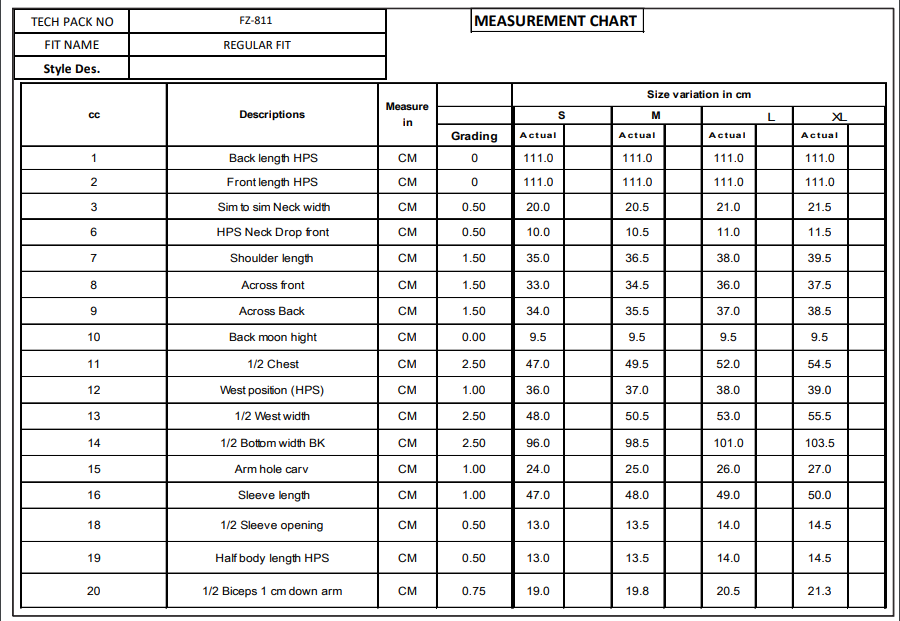 TECH PACK NO FZ-811 MEASUREMENT CHART
FIT NAME REGULAR FIT
Style Des.
Size variation in cm
cc Descriptions Measure in S M L XL
Grading Actual Actual Actual Actual
1 Back length HPS CM 0 111.0 111.0 111.0 111.0
2 Front length HPS CM 0 111.0 111.0 111.0 111.0
3 Sim to sim Neck width CM 0.50 20.0 20.5 21.0 21.5
6 HPS Neck Drop front CM 0.50 10.0 10.5 11.0 11.5
7 Shoulder length CM 1.50 35.0 36.5 38.0 39.5
8 Across front CM 1.50 33.0 34.5 36.0 37.5
9 Across Back CM 1.50 34.0 35.5 37.0 38.5
10 Back moon hight CM 0.00 9.5 9.5 9.5 9.5
11 1/2 Chest CM 2.50 47.0 49.5 52.0 54.5
12 West position (HPS) CM 1.00 36.0 37.0 38.0 39.0
13 1/2 West width CM 2.50 48.0 50.5 53.0 55.5
14 1/2 Bottom width BK CM 2.50 96.0 98.5 101.0 103.5
15 Arm hole carv CM 1.00 24.0 25.0 26.0 27.0
16 Sleeve length CM 1.00 47.0 48.0 49.0 50.0
18 1/2 Sleeve opening CM 0.50 13.0 13.5 14.0 14.5
19 Half body length HPS CM 0.50 13.0 13.5 14.0 14.5
20 1/2 Biceps 1 cm down arm CM 0.75 19.0 19.8 20.5 21.3